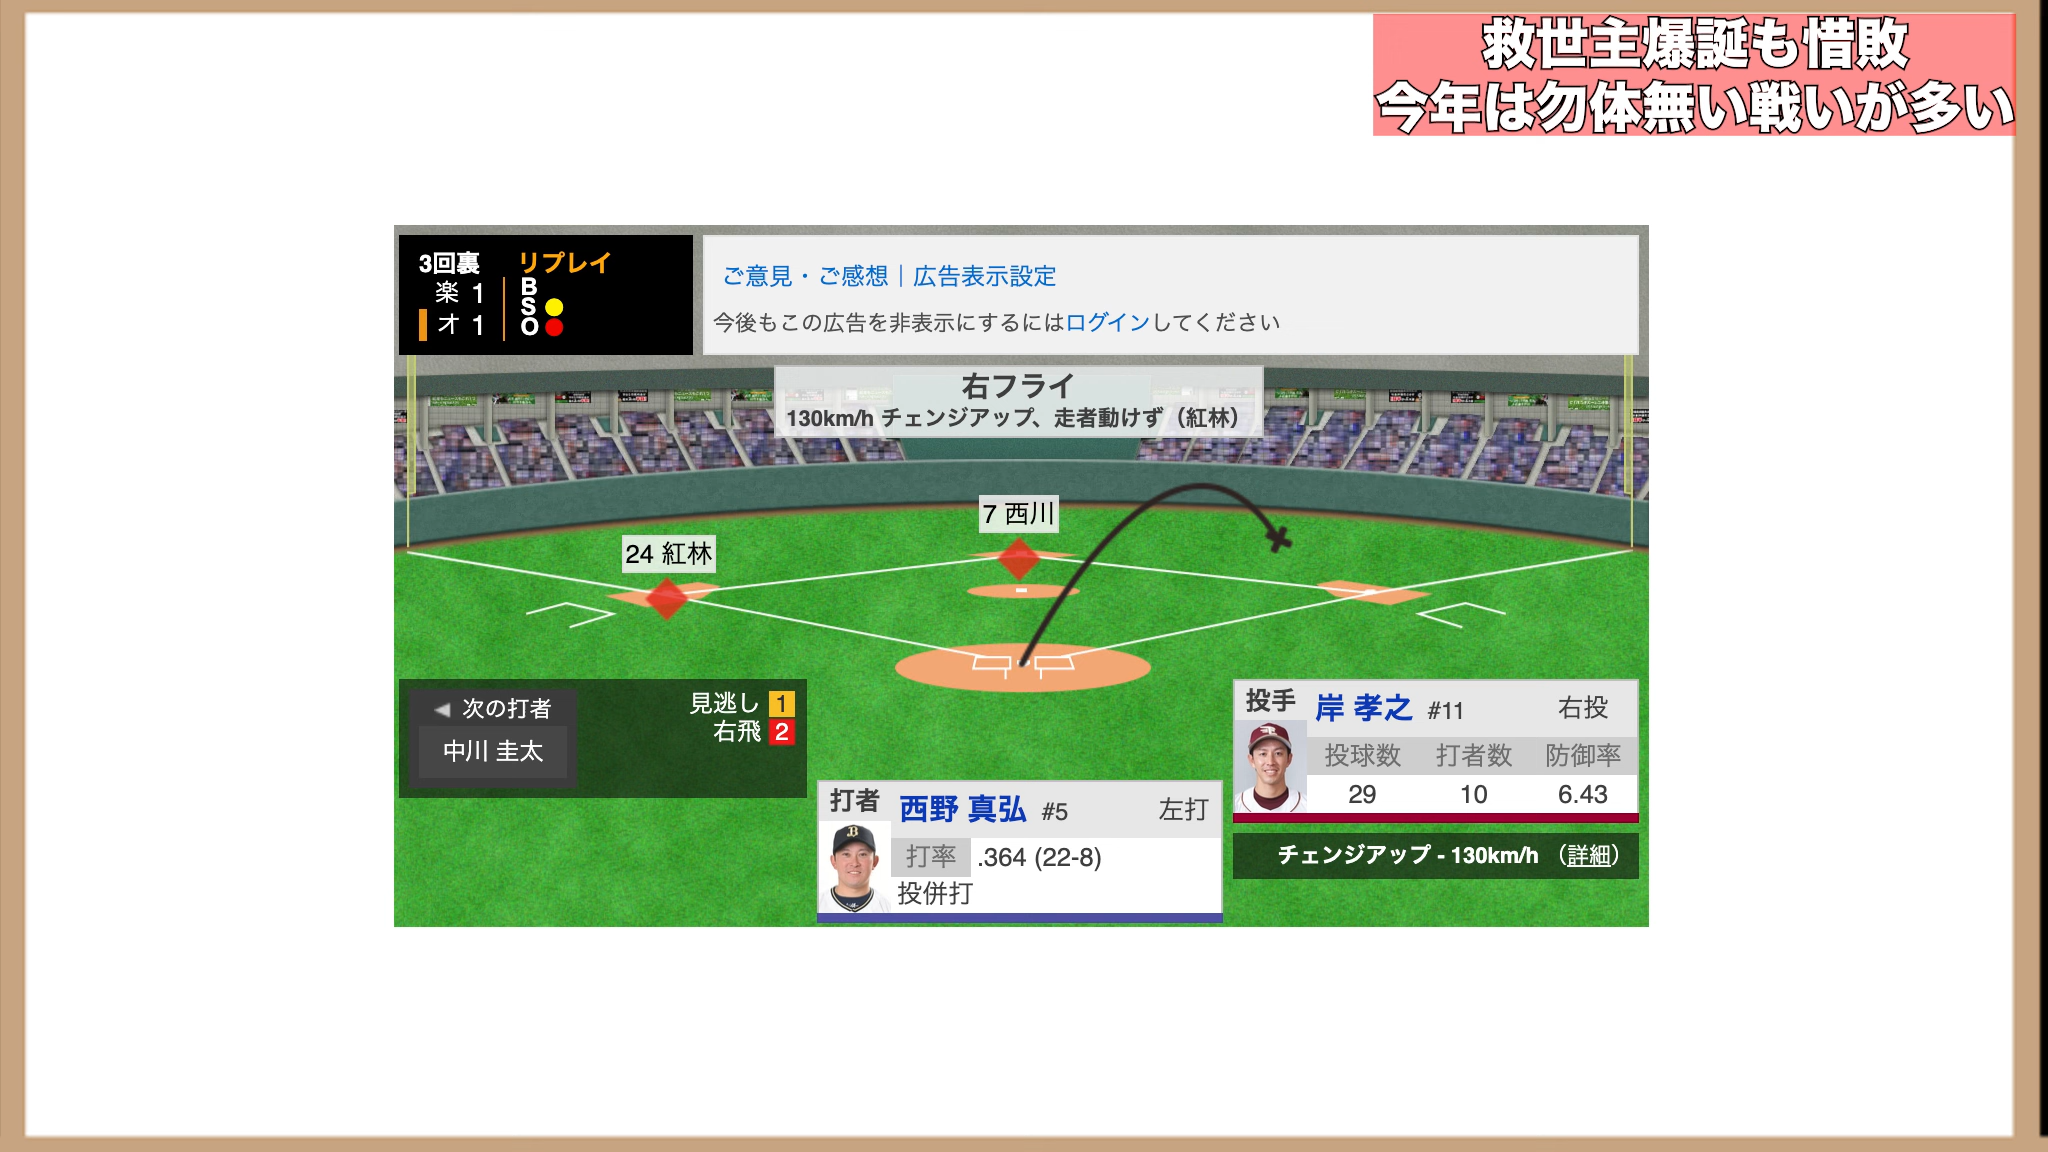 救世主爆誕も惜敗
今年は勿体無い戦いが多い
3回裏 リプレイ
楽 1
オ 1
B
S
O
ご意見・ご感想｜広告表示設定
今後もこの広告を非表示にするにはログインしてください
右フライ
130km/h チェンジアップ、走者動けず（紅林）
7 西川
24 紅林
◀ 次の打者
中川 圭太
見逃し 1
右飛 2
打者 西野 真弘 #5 左打
打率 .364 (22-8)
投併打
投手 岸 孝之 #11 右投
投球数 打者数 防御率
29 10 6.43
チェンジアップ - 130km/h （詳細）